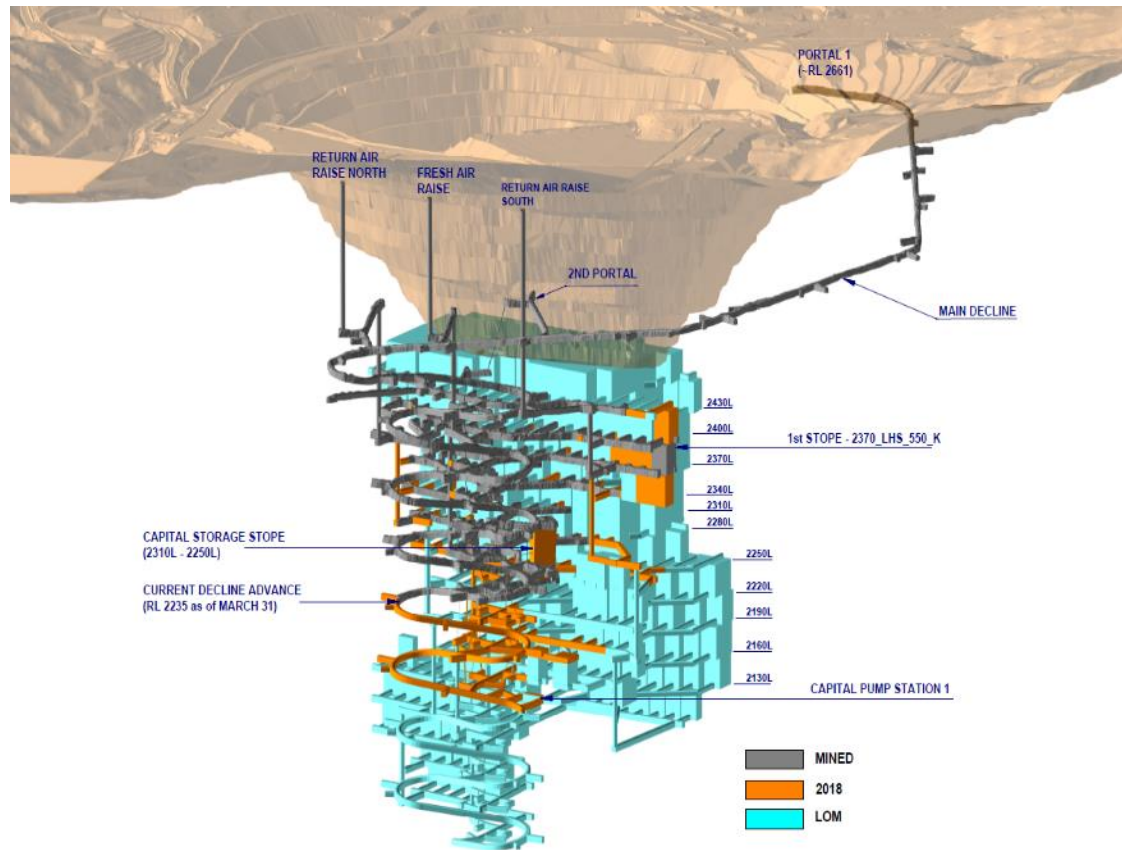 PORTAL 1
(~RL 2661)
RETURN AIR
RAISE NORTH
FRESH AIR
RAISE
RETURN AIR RAISE
SOUTH
2ND PORTAL
MAIN DECLINE
2430L
2400L
1st STOPE - 2370_LHS_550_K
2370L
2340L
2310L
2280L
CAPITAL STORAGE STOPE
(2310L - 2250L)
2250L
CURRENT DECLINE ADVANCE
(RL 2235 as of MARCH 31)
2220L
2190L
2160L
2130L
CAPITAL PUMP STATION 1
MINED
2018
LOM